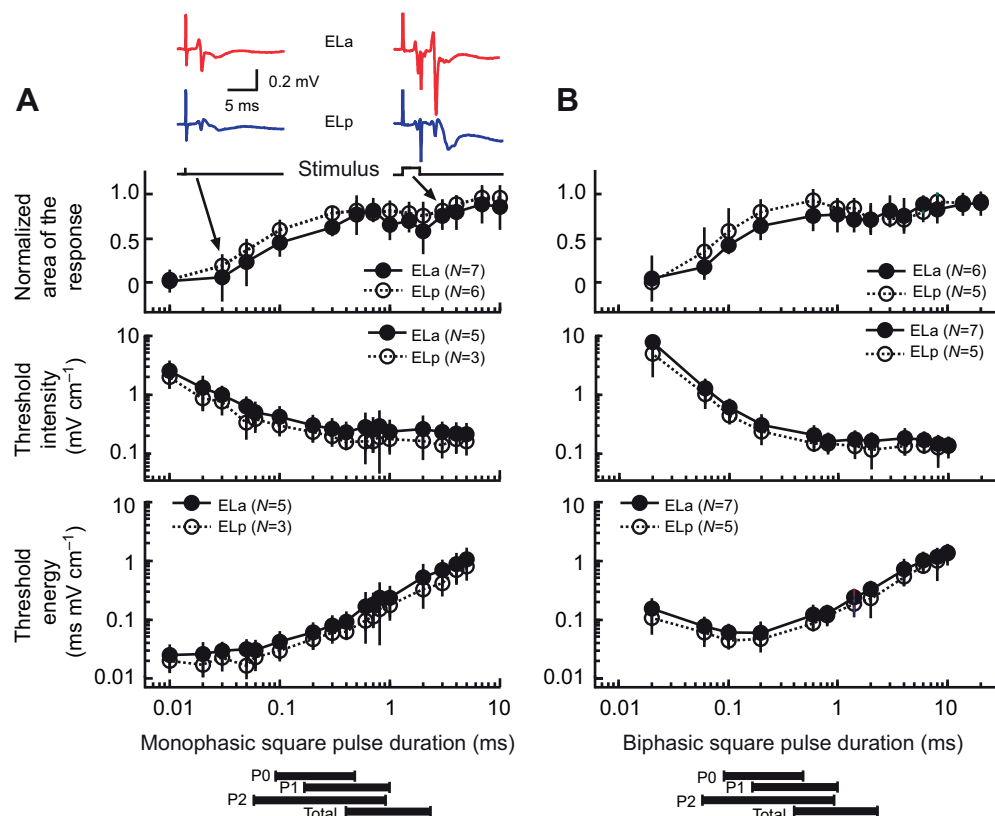 ELa
0.2 mV
5 ms
ELp
A
B
Stimulus
Normalized
area of the
response
1.0
0.5
0
ELa (N=7)
ELp (N=6)
1.0
0.5
0
ELa (N=6)
ELp (N=5)
Threshold
intensity
(mV cm−1)
10
1
0.1
ELa (N=5)
ELp (N=3)
10
1
0.1
ELa (N=7)
ELp (N=5)
Threshold
energy
(ms mV cm−1)
10
1
0.1
0.01
ELa (N=5)
ELp (N=3)
10
1
0.1
0.01
ELa (N=7)
ELp (N=5)
0.01 0.1 1 10
Monophasic square pulse duration (ms)
0.01 0.1 1 10
Biphasic square pulse duration (ms)
P0
P1
P2
Total
P0
P1
P2
Total